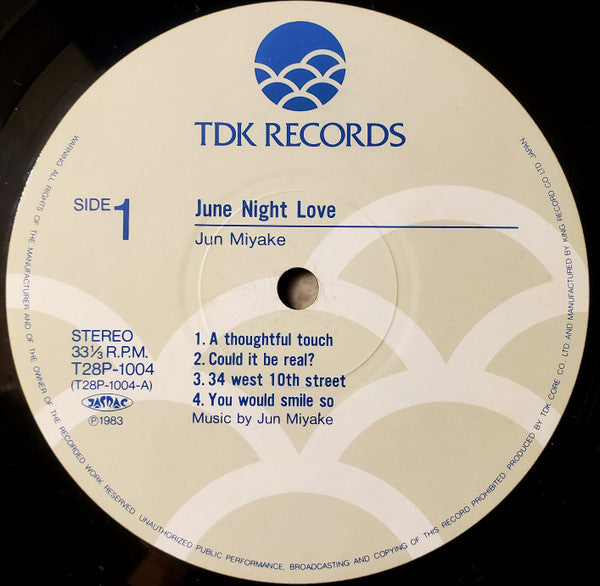 TDK RECORDS
SIDE 1
June Night Love
Jun Miyake
STEREO
33⅓ R.P.M.
T28P-1004
(T28P-1004-A)
JASRAC
℗1983
1. A thoughtful touch
2. Could it be real?
3. 34 west 10th street
4. You would smile so
Music by Jun Miyake
WARNING: ALL RIGHTS OF THE MANUFACTURER AND OF THE OWNER OF THE RECORDED WORK RESERVED. UNAUTHORIZED PUBLIC PERFORMANCE, BROADCASTING AND COPYING OF THIS RECORD PROHIBITED. PRODUCED BY TDK CORE CO. LTD AND MANUFACTURED BY KING RECORD CO. LTD. JAPAN